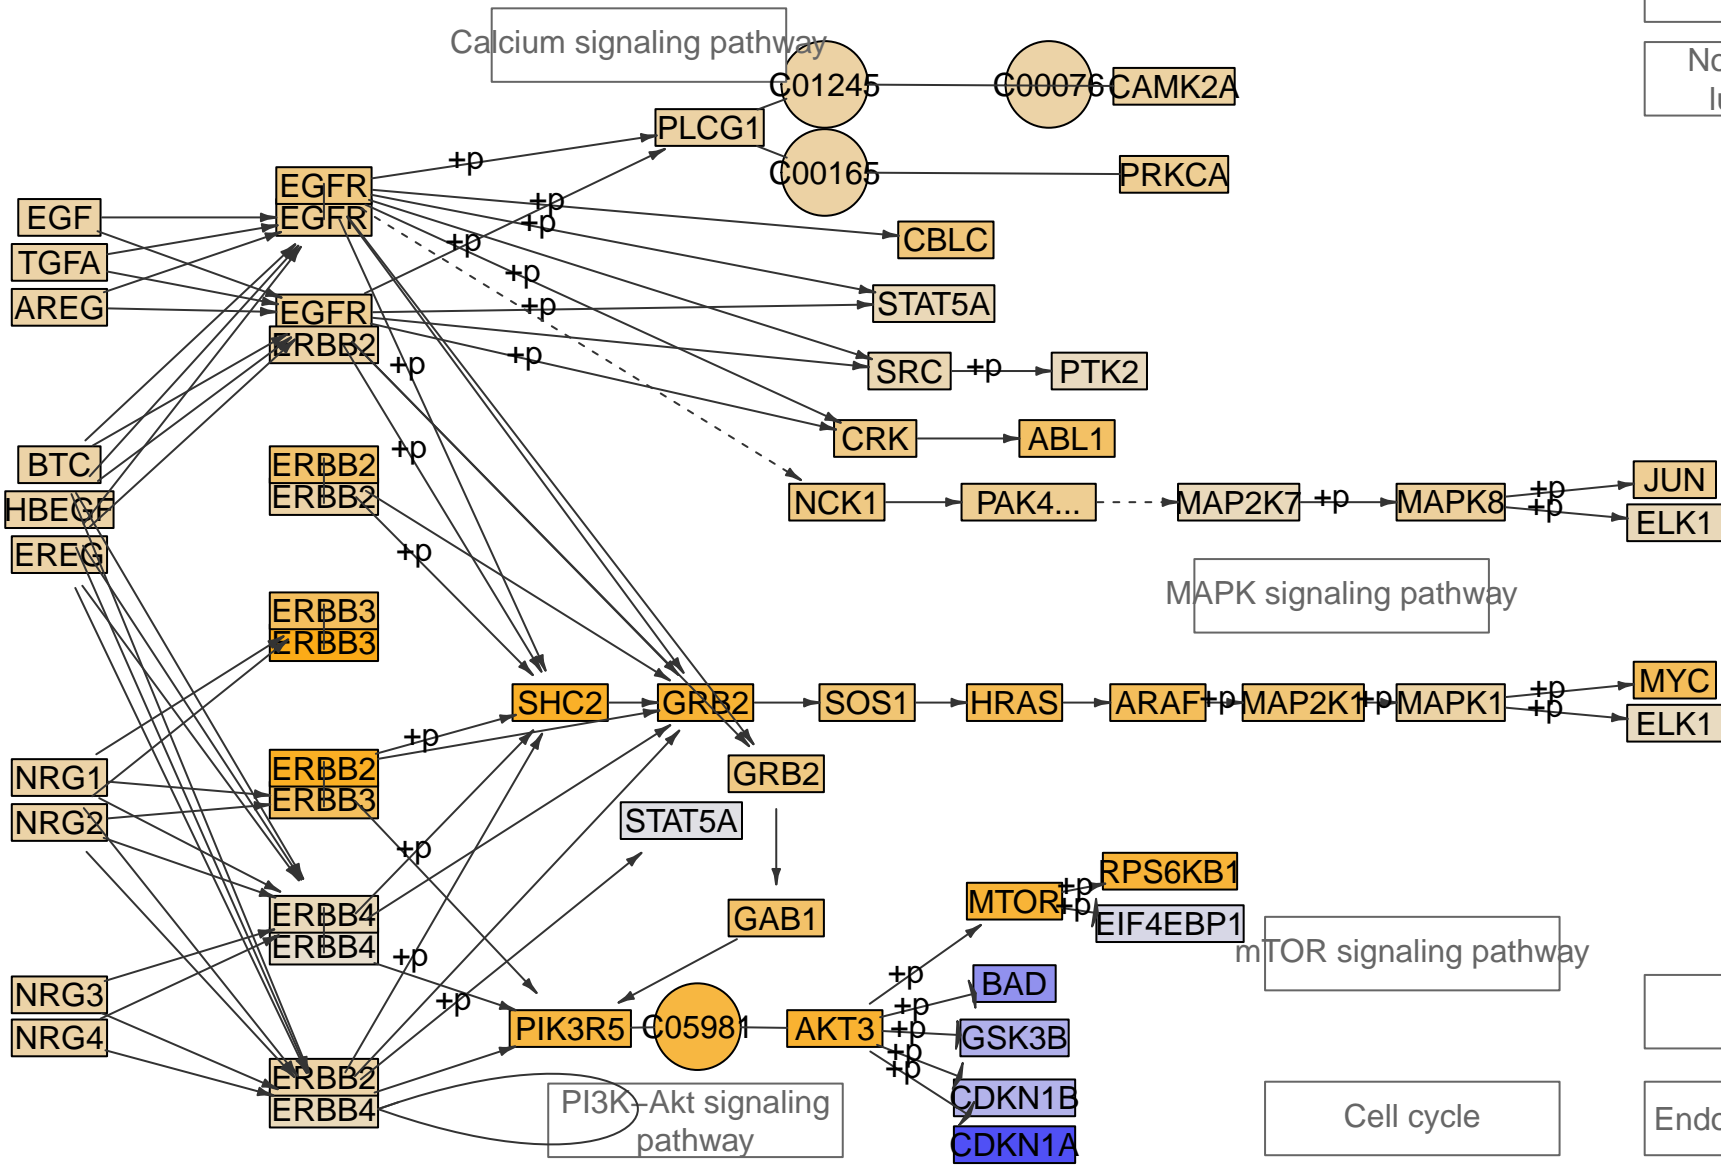 Calcium signaling pathway
C01245
C00076
CAMK2A
PLCG1
C00165
PRKCA
+p
EGFR
EGFR
EGF
TGFA
AREG
+p
+p
+p
CBLC
+p
STAT5A
EGFR
ERBB2
+p
+p
+p
SRC
+p
PTK2
CRK
ABL1
BTC
HBEGF
EREG
ERBB2
ERBB2
+p
+p
NCK1
PAK4...
MAP2K7
+p
MAPK8
+p
+p
JUN
ELK1
MAPK signaling pathway
ERBB3
ERBB3
SHC2
GRB2
SOS1
HRAS
ARAF
+p
MAP2K1
+p
MAPK1
+p
+p
MYC
ELK1
+p
ERBB2
ERBB3
NRG1
NRG2
GRB2
STAT5A
+p
ERBB4
ERBB4
GAB1
MTOR
+p
+p
RPS6KB1
EIF4EBP1
mTOR signaling pathway
+p
+p
NRG3
NRG4
PIK3R5
C05981
AKT3
+p
+p
+p
+p
+p
BAD
GSK3B
CDKN1B
CDKN1A
ERBB2
ERBB4
PI3K–Akt signaling
pathway
Cell cycle
Endo
No
lu